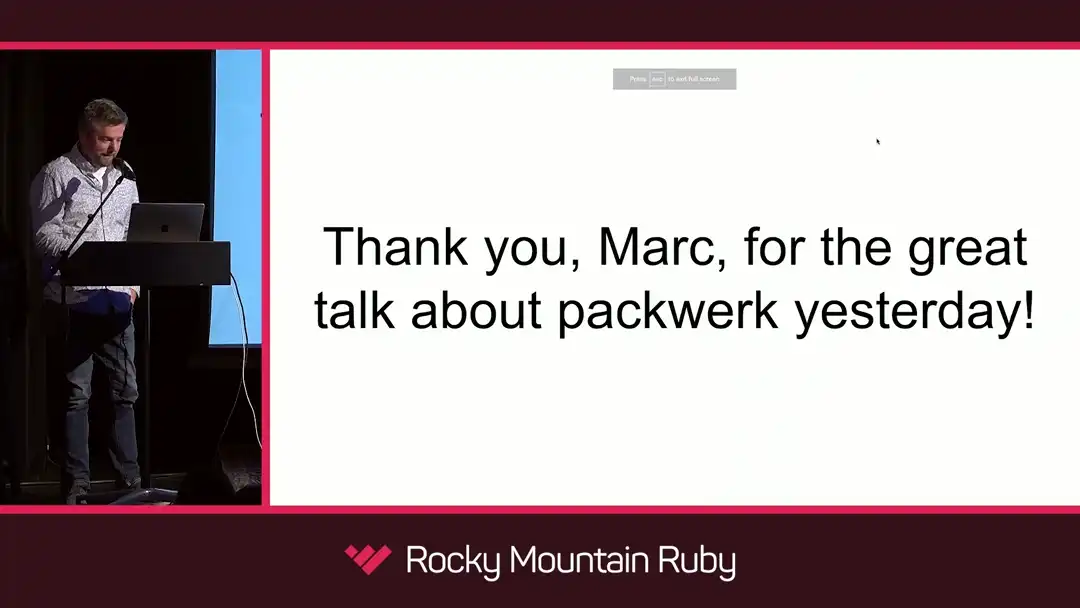 Press esc to exit full screen
Thank you, Marc, for the great
talk about packwerk yesterday!
Rocky Mountain Ruby